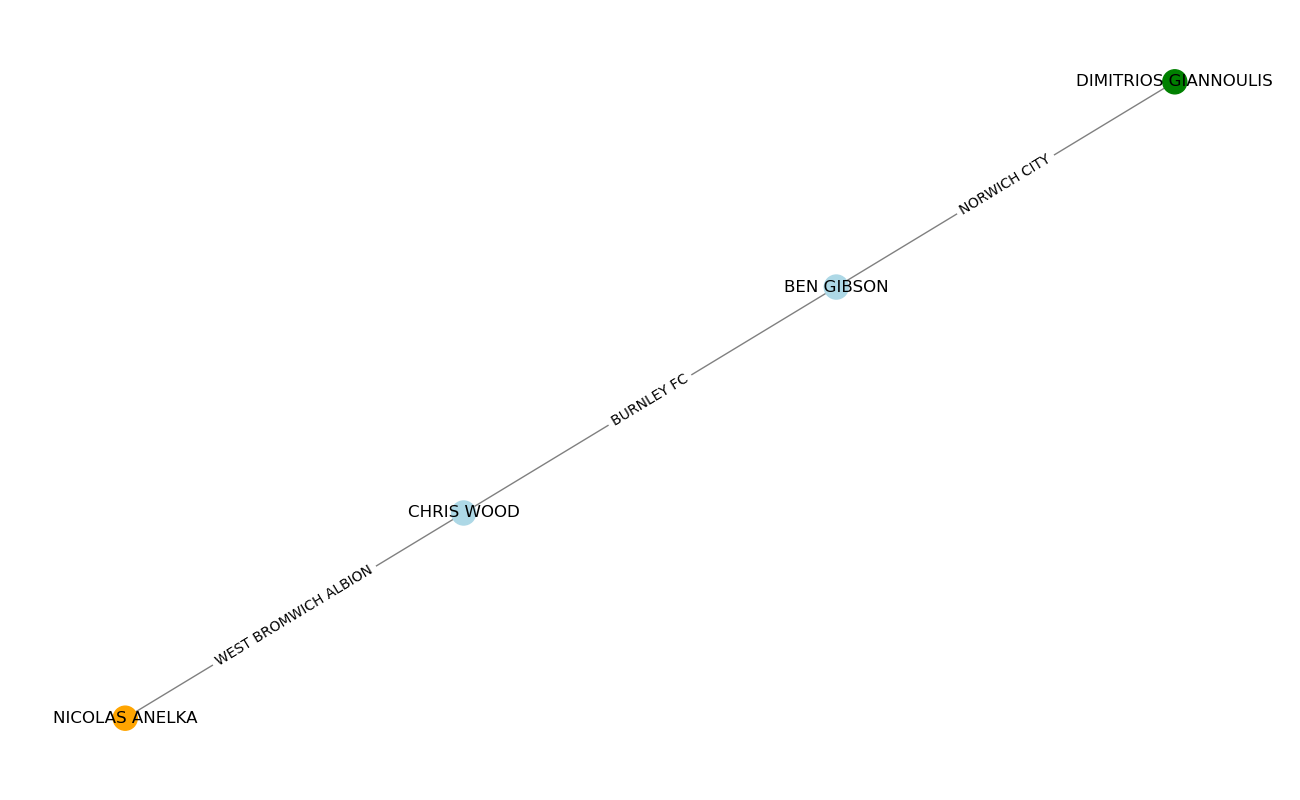 DIMITRIOS GIANNOULIS
NORWICH CITY
BEN GIBSON
BURNLEY FC
CHRIS WOOD
WEST BROMWICH ALBION
NICOLAS ANELKA